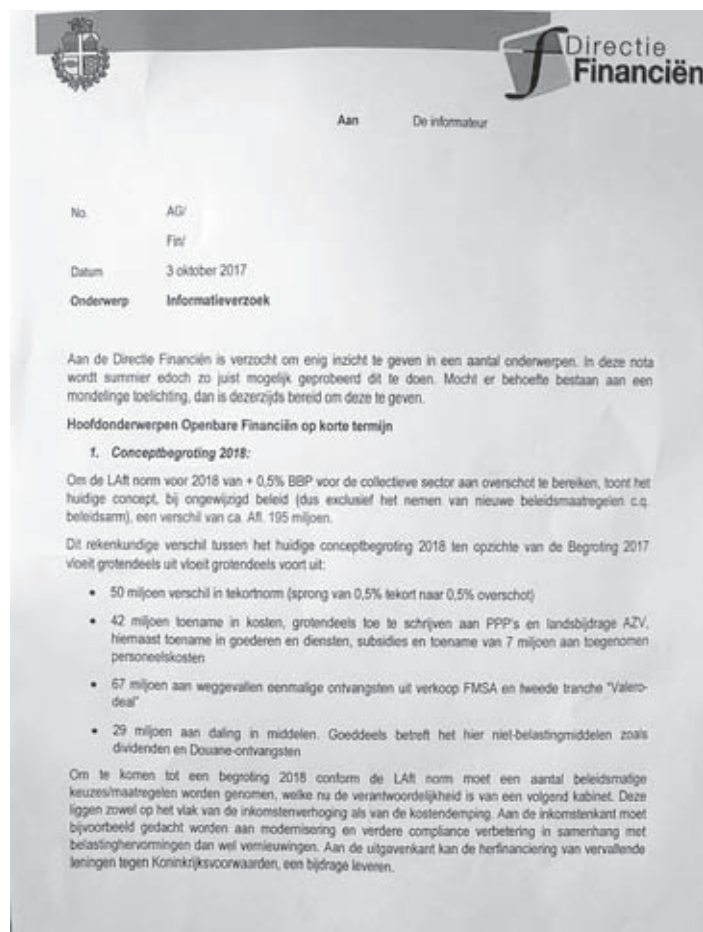 Directie
Financiën
Aan De informateur
No. AG/
Fin/
Datum 3 oktober 2017
Onderwerp Informatieverzoek
Aan de Directie Financiën is verzocht om enig inzicht te geven in een aantal onderwerpen. In deze nota
wordt summier edoch zo juist mogelijk geprobeerd dit te doen. Mocht er behoefte bestaan aan een
mondelinge toelichting, dan is dezerzijds bereid om deze te geven.
Hoofdonderwerpen Openbare Financiën op korte termijn
1. Conceptbegroting 2018:
Om de LAft norm voor 2018 van + 0,5% BBP voor de collectieve sector aan overschot te bereiken, toont het
huidige concept, bij ongewijzigd beleid (dus exclusief het nemen van nieuwe beleidsmaatregelen c.q.
beleidsarm), een verschil van ca. Afl. 195 miljoen.
Dit rekenkundige verschil tussen het huidige conceptbegroting 2018 ten opzichte van de Begroting 2017
vloeit grotendeels uit vloeit grotendeels voort uit:
• 50 miljoen verschil in tekortnorm (sprong van 0,5% tekort naar 0,5% overschot)
• 42 miljoen toename in kosten, grotendeels toe te schrijven aan PPP's en landsbijdrage AZV,
hiernaast toename in goederen en diensten, subsidies en toename van 7 miljoen aan toegenomen
personeelskosten
• 67 miljoen aan weggevallen eenmalige ontvangsten uit verkoop FMSA en tweede tranche "Valero-
deal"
• 29 miljoen aan daling in middelen. Goeddeels betreft het hier niet-belastingmiddelen zoals
dividenden en Douane-ontvangsten
Om te komen tot een begroting 2018 conform de LAft norm moet een aantal beleidsmatige
keuzes/maatregelen worden genomen, welke nu de verantwoordelijkheid is van een volgend kabinet. Deze
liggen zowel op het vlak van de inkomstenverhoging als van de kostendemping. Aan de inkomstenkant moet
bijvoorbeeld gedacht worden aan modernisering en verdere compliance verbetering in samenhang met
belastinghervormingen dan wel vernieuwingen. Aan de uitgavenkant kan de herfinanciering van vervallende
leningen tegen Koninkrijksvoorwaarden, een bijdrage leveren.